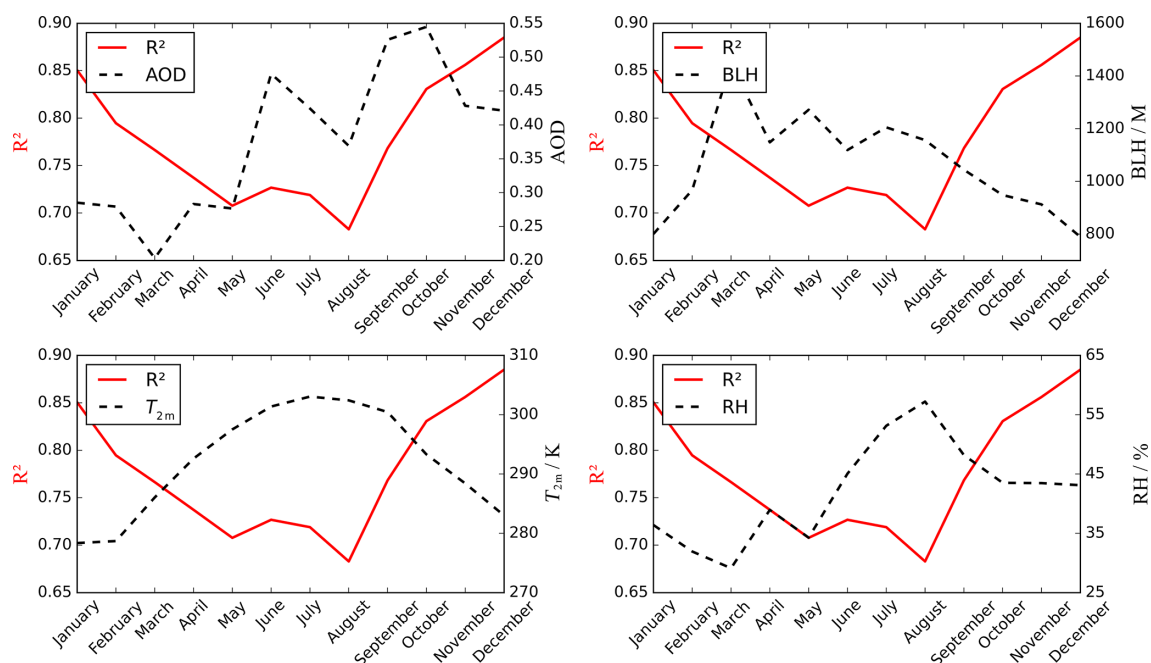 0.90
0.85
0.80
0.75
0.70
0.65
R²
R²
AOD
0.55
0.50
0.45
0.40
0.35
0.30
0.25
0.20
AOD
January
February
March
April
May
June
July
August
September
October
November
December
0.90
0.85
0.80
0.75
0.70
0.65
R²
R²
BLH
1600
1400
1200
1000
800
BLH / M
January
February
March
April
May
June
July
August
September
October
November
December
0.90
0.85
0.80
0.75
0.70
0.65
R²
R²
T₂ₘ
310
300
290
280
270
T₂ₘ / K
January
February
March
April
May
June
July
August
September
October
November
December
0.90
0.85
0.80
0.75
0.70
0.65
R²
R²
RH
65
55
45
35
25
RH / %
January
February
March
April
May
June
July
August
September
October
November
December